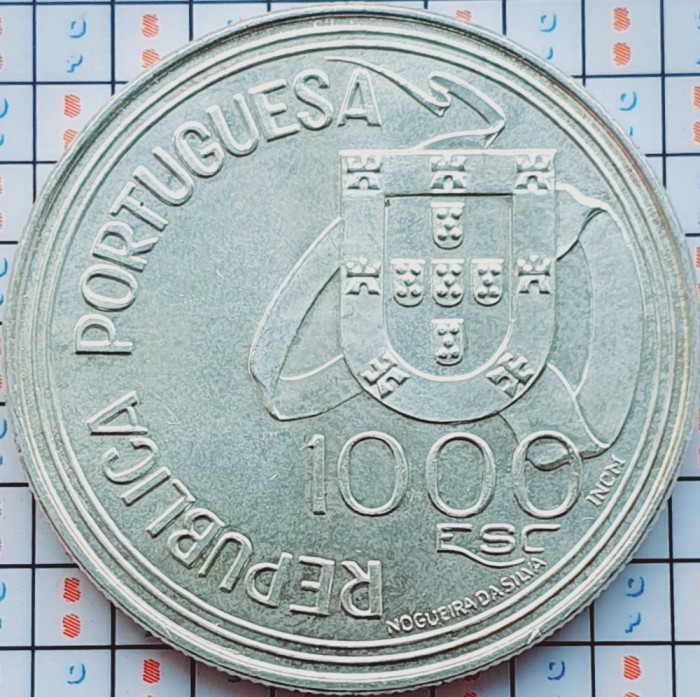 REPUBLICA PORTUGUESA
1000
ESC
INCM
NOGUEIRA DA SILVA